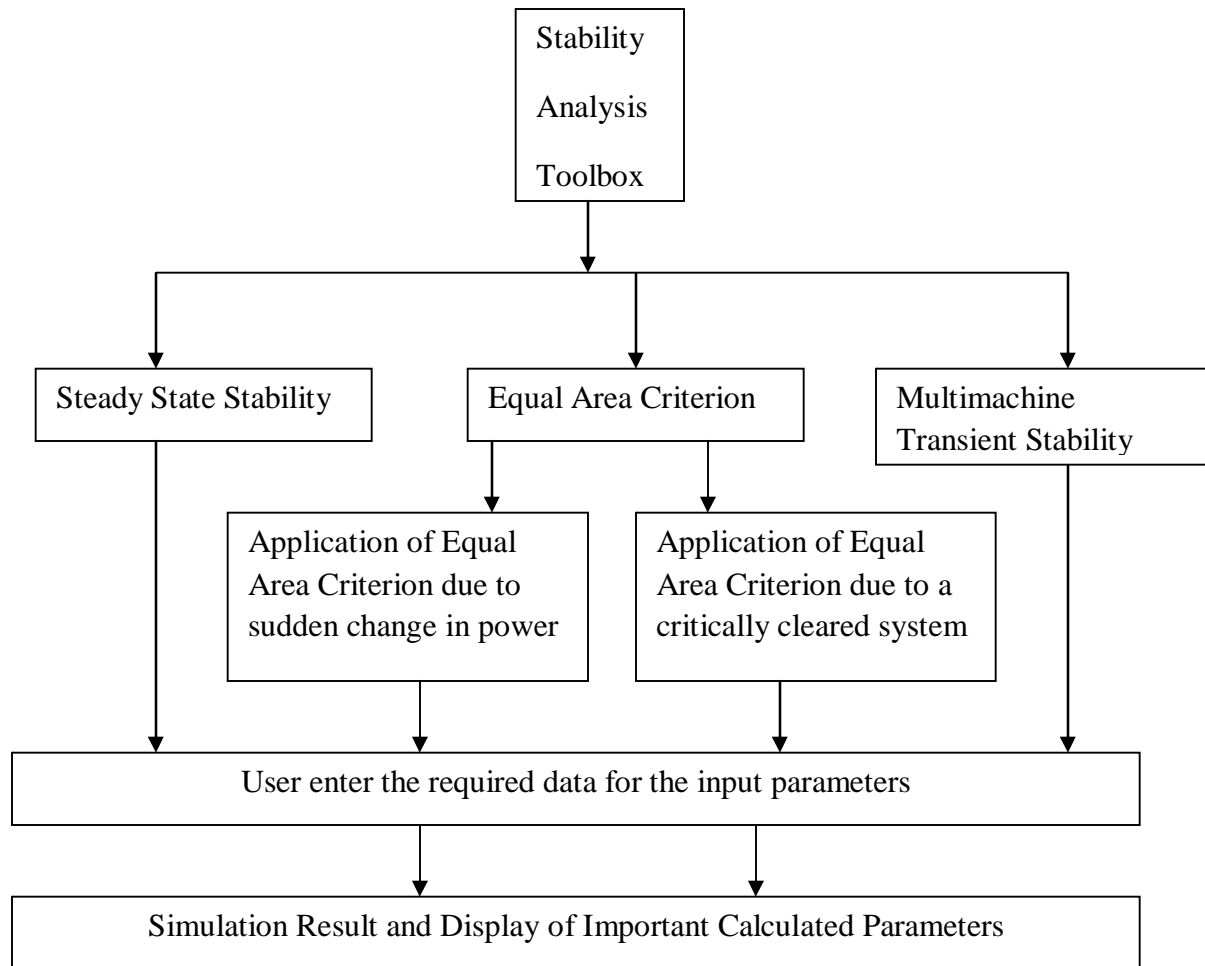 Stability
Analysis
Toolbox
Steady State Stability
Equal Area Criterion
Multimachine
Transient Stability
Application of Equal
Area Criterion due to
sudden change in power
Application of Equal
Area Criterion due to a
critically cleared system
User enter the required data for the input parameters
Simulation Result and Display of Important Calculated Parameters